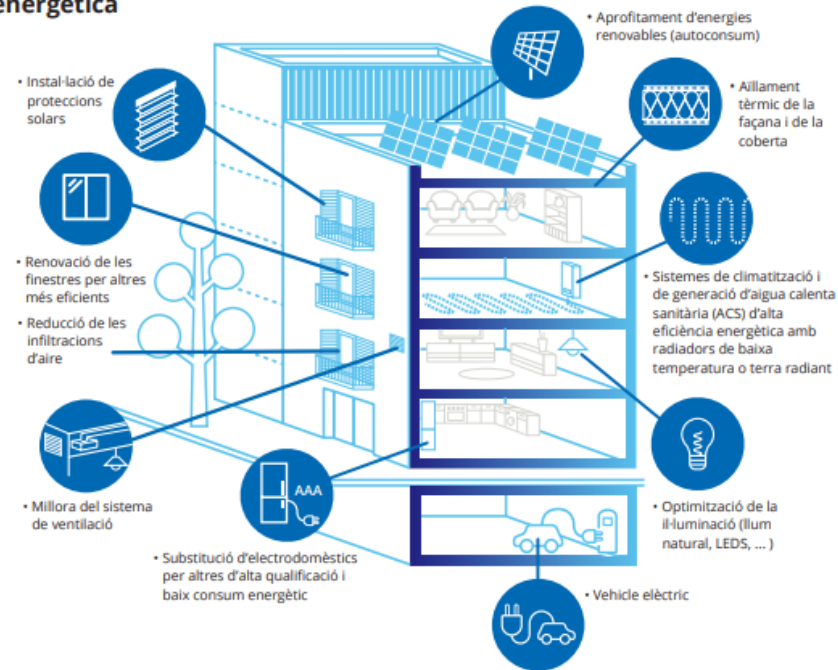 energètica
• Instal·lació de
proteccions
solars
• Aprofitament d'energies
renovables (autoconsum)
• Aïllament
tèrmic de la
façana i de la
coberta
• Renovació de les
finestres per altres
més eficients
• Reducció de les
infiltracions
d'aire
• Sistemes de climatització i
de generació d'aigua calenta
sanitària (ACS) d'alta
eficiència energètica amb
radiadors de baixa
temperatura o terra radiant
• Millora del sistema
de ventilació
AAA
• Substitució d'electrodomèstics
per altres d'alta qualificació i
baix consum energètic
• Optimització de la
il·luminació (llum
natural, LEDS, ... )
• Vehicle elèctric